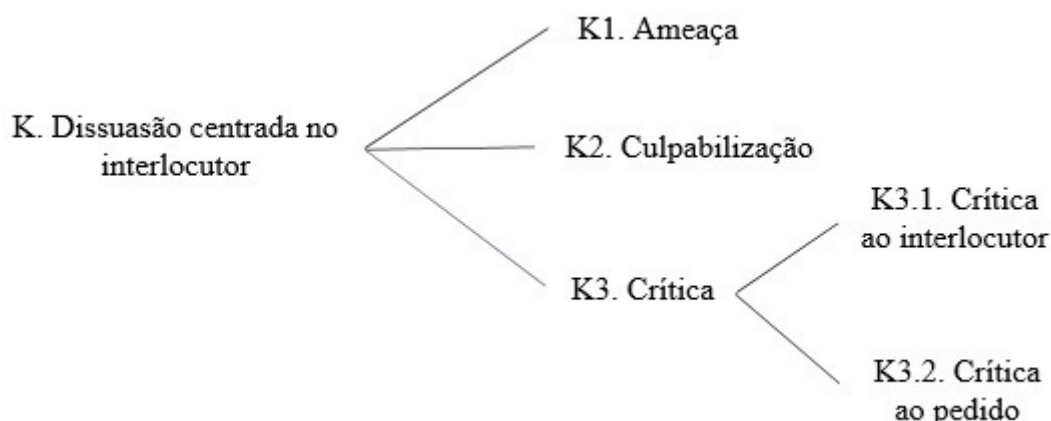 K1. Ameaça
K. Dissuasão centrada no
interlocutor
K2. Culpabilização
K3.1. Crítica
ao interlocutor
K3. Crítica
K3.2. Crítica
ao pedido